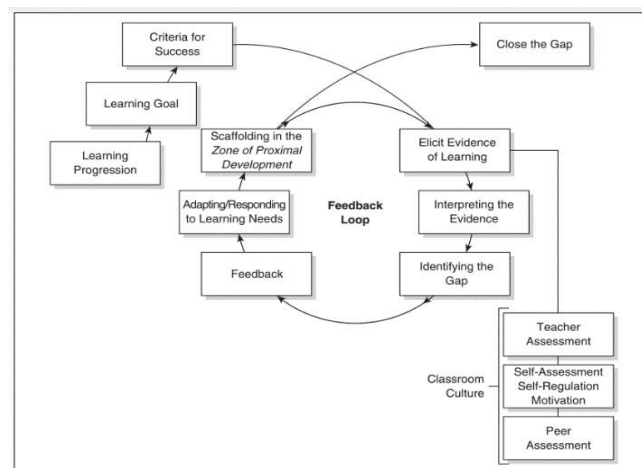 Criteria for
Success
Close the Gap
Learning Goal
Learning
Progression
Scaffolding in the
Zone of Proximal
Development
Elicit Evidence
of Learning
Adapting/Responding
to Learning Needs
Feedback
Loop
Interpreting the
Evidence
Feedback
Identifying the
Gap
Classroom
Culture
Teacher
Assessment
Self-Assessment
Self-Regulation
Motivation
Peer
Assessment